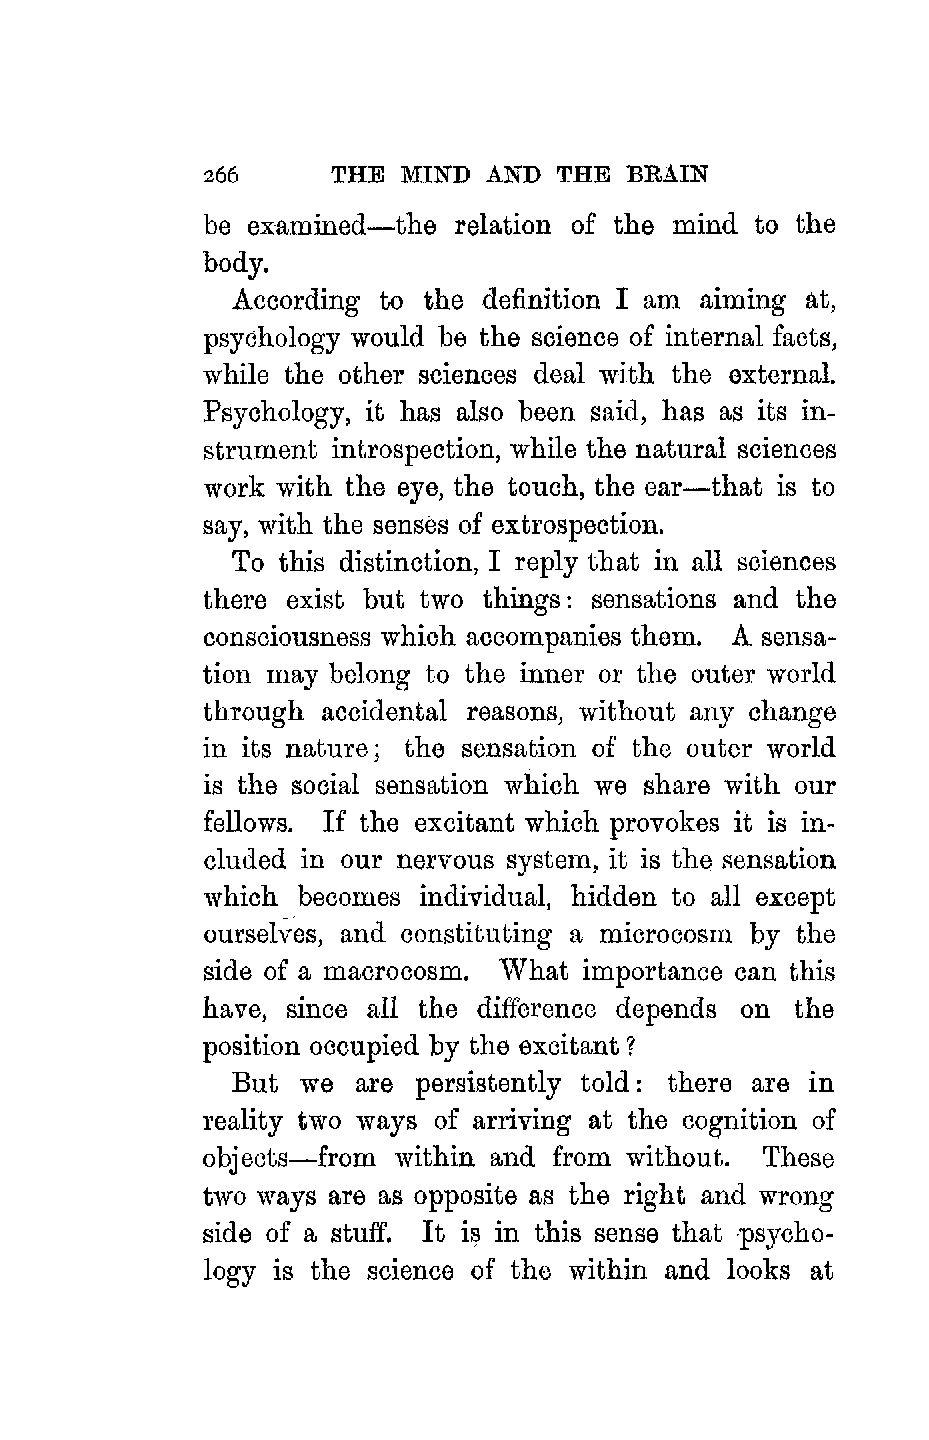 266 THE MIND AND THE BRAIN
be examined—the relation of the mind to the
body.
According to the definition I am aiming at,
psychology would be the science of internal facts,
while the other sciences deal with the external.
Psychology, it has also been said, has as its in-
strument introspection, while the natural sciences
work with the eye, the touch, the ear—that is to
say, with the senses of extrospection.
To this distinction, I reply that in all sciences
there exist but two things: sensations and the
consciousness which accompanies them. A sensa-
tion may belong to the inner or the outer world
through accidental reasons, without any change
in its nature; the sensation of the outer world
is the social sensation which we share with our
fellows. If the excitant which provokes it is in-
cluded in our nervous system, it is the sensation
which becomes individual, hidden to all except
ourselves, and constituting a microcosm by the
side of a macrocosm. What importance can this
have, since all the difference depends on the
position occupied by the excitant?
But we are persistently told: there are in
reality two ways of arriving at the cognition of
objects—from within and from without. These
two ways are as opposite as the right and wrong
side of a stuff. It is in this sense that psycho-
logy is the science of the within and looks at